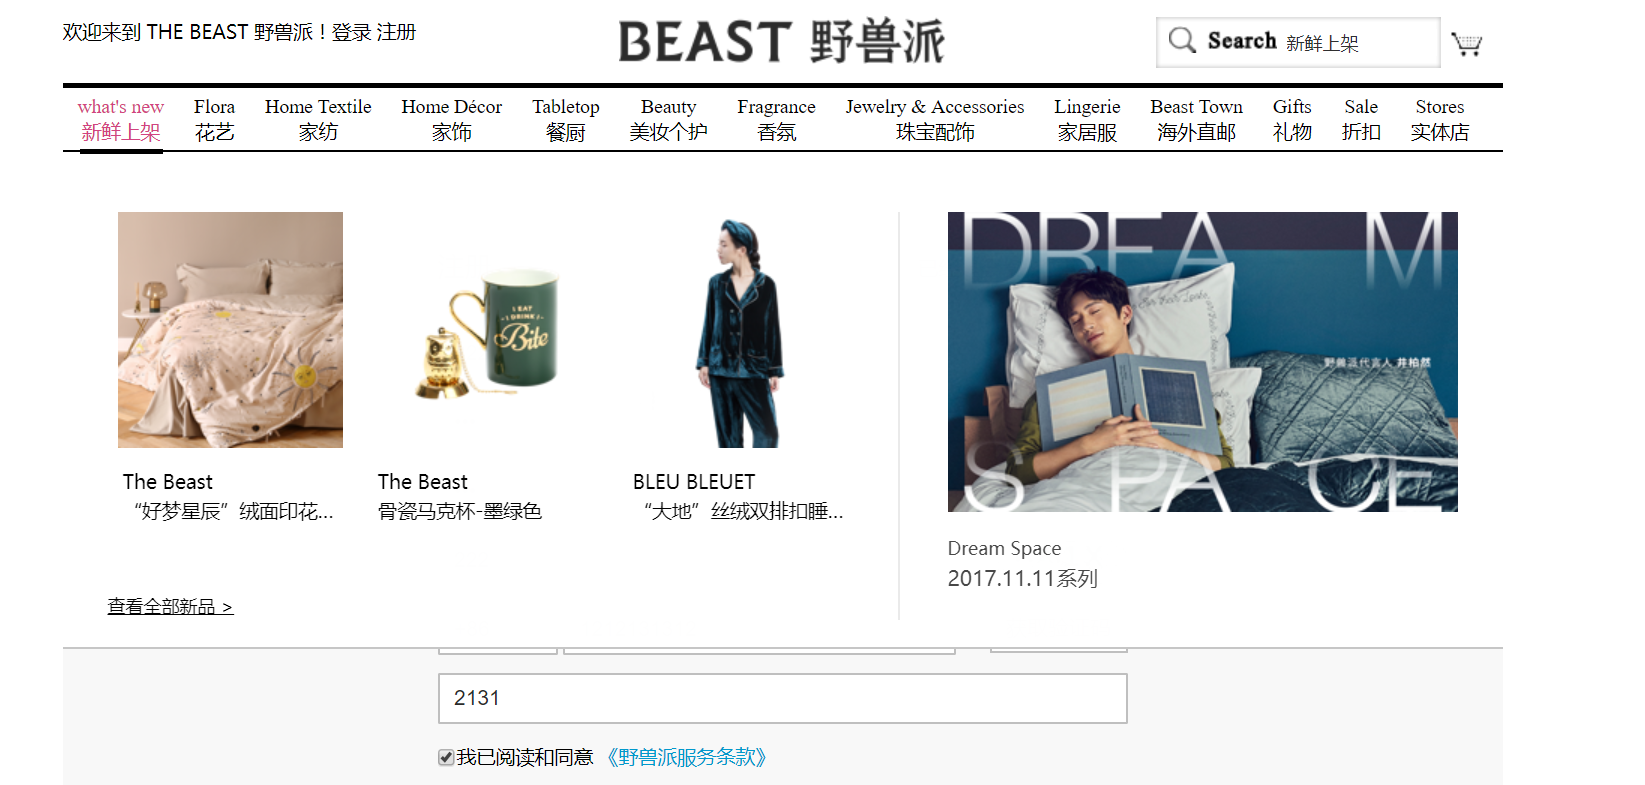 欢迎来到 THE BEAST 野兽派！登录 注册
BEAST 野兽派
Search 新鲜上架
what's new Flora Home Textile Home Décor Tabletop Beauty Fragrance Jewelry & Accessories Lingerie Beast Town Gifts Sale Stores
新鲜上架 花艺 家纺 家饰 餐厨 美妆个护 香氛 珠宝配饰 家居服 海外直邮 礼物 折扣 实体店
DREAM
I EAT
I DRINK I
Bite
野兽派代言人 井柏然
SPACE
The Beast The Beast BLEU BLEUET
“好梦星辰”绒面印花... 骨瓷马克杯-墨绿色 “大地”丝绒双排扣睡...
Dream Space
2017.11.11系列
查看全部新品 >
2131
我已阅读和同意 《野兽派服务条款》